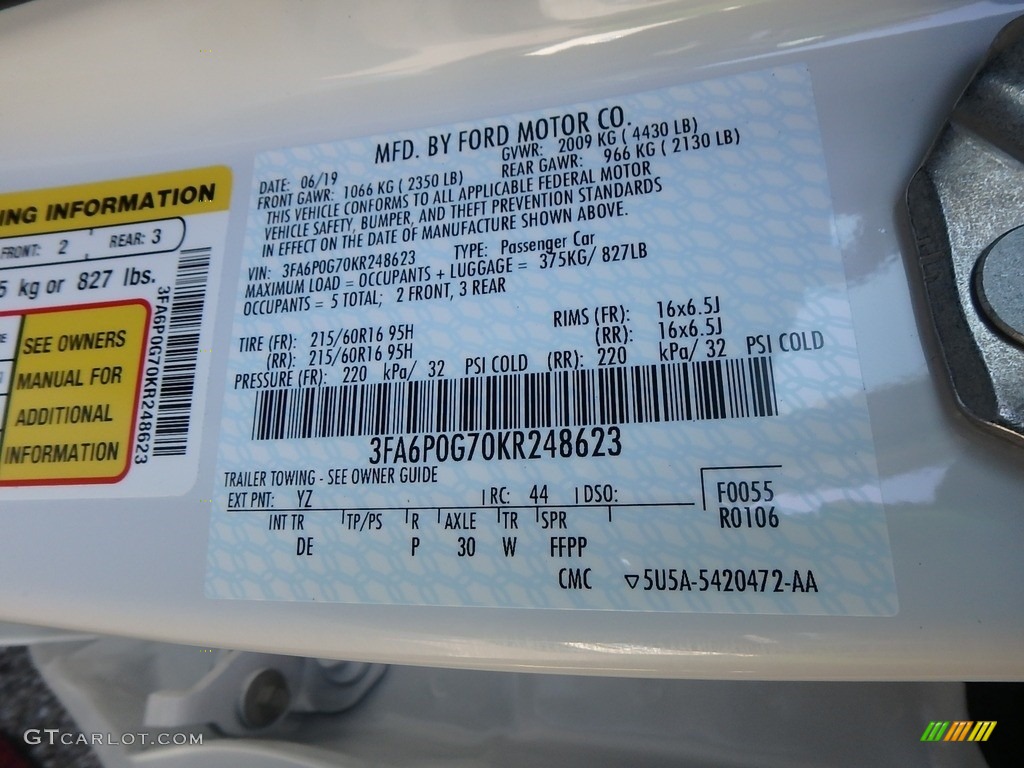 MFD. BY FORD MOTOR CO.
DATE: 06/19 GVWR: 2009 KG ( 4430 LB)
FRONT GAWR: 1066 KG ( 2350 LB) REAR GAWR: 966 KG ( 2130 LB)
THIS VEHICLE CONFORMS TO ALL APPLICABLE FEDERAL MOTOR
VEHICLE SAFETY, BUMPER, AND THEFT PREVENTION STANDARDS
IN EFFECT ON THE DATE OF MANUFACTURE SHOWN ABOVE.
VIN: 3FA6P0G70KR248623 TYPE: Passenger Car
MAXIMUM LOAD = OCCUPANTS + LUGGAGE = 375KG/ 827LB
OCCUPANTS = 5 TOTAL; 2 FRONT, 3 REAR
TIRE (FR): 215/60R16 95H RIMS (FR): 16x6.5J
(RR): 215/60R16 95H (RR): 16x6.5J
PRESSURE (FR): 220 kPa/ 32 PSI COLD (RR): 220 kPa/ 32 PSI COLD
3FA6P0G70KR248623
TRAILER TOWING - SEE OWNER GUIDE
EXT PNT: YZ RC: 44 DSO: F0055
R0106
INT TR TP/PS R AXLE TR SPR
DE P 30 W FFPP
CMC ▽5U5A-5420472-AA
INFORMATION
FRONT: 2 REAR: 3
kg or 827 lbs.
SEE OWNERS
MANUAL FOR
ADDITIONAL
INFORMATION
3FA6P0G70KR248623
GTCARLOT.COM